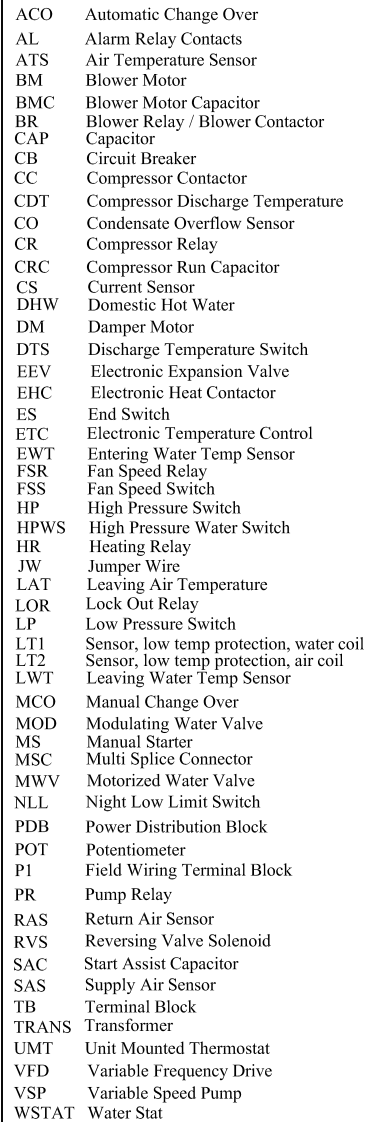 ACO Automatic Change Over
AL Alarm Relay Contacts
ATS Air Temperature Sensor
BM Blower Motor
BMC Blower Motor Capacitor
BR Blower Relay / Blower Contactor
CAP Capacitor
CB Circuit Breaker
CC Compressor Contactor
CDT Compressor Discharge Temperature
CO Condensate Overflow Sensor
CR Compressor Relay
CRC Compressor Run Capacitor
CS Current Sensor
DHW Domestic Hot Water
DM Damper Motor
DTS Discharge Temperature Switch
EEV Electronic Expansion Valve
EHC Electronic Heat Contactor
ES End Switch
ETC Electronic Temperature Control
EWT Entering Water Temp Sensor
FSR Fan Speed Relay
FSS Fan Speed Switch
HP High Pressure Switch
HPWS High Pressure Water Switch
HR Heating Relay
JW Jumper Wire
LAT Leaving Air Temperature
LOR Lock Out Relay
LP Low Pressure Switch
LT1 Sensor, low temp protection, water coil
LT2 Sensor, low temp protection, air coil
LWT Leaving Water Temp Sensor
MCO Manual Change Over
MOD Modulating Water Valve
MS Manual Starter
MSC Multi Splice Connector
MWV Motorized Water Valve
NLL Night Low Limit Switch
PDB Power Distribution Block
POT Potentiometer
P1 Field Wiring Terminal Block
PR Pump Relay
RAS Return Air Sensor
RVS Reversing Valve Solenoid
SAC Start Assist Capacitor
SAS Supply Air Sensor
TB Terminal Block
TRANS Transformer
UMT Unit Mounted Thermostat
VFD Variable Frequency Drive
VSP Variable Speed Pump
WSTAT Water Stat